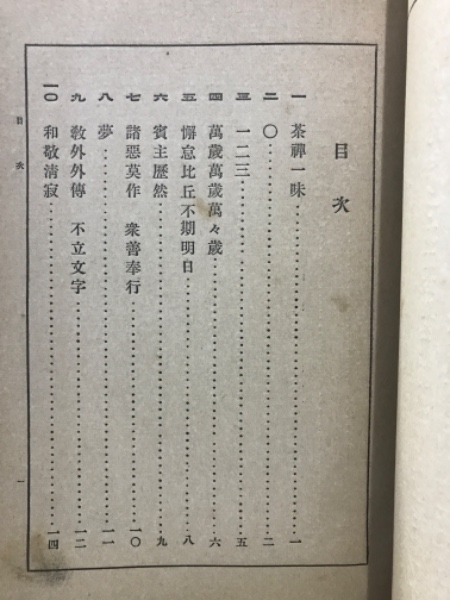 目次
一 茶禪一味 一
二 〇 二
三 一二三 五
四 萬歲萬歲萬々歲 六
五 懈怠比丘不期明日 八
六 賓主歷然 九
七 諸惡莫作 衆善奉行 一〇
八 夢 一一
九 敎外外傳 不立文字 一二
一〇 和敬清寂 一四
目次 一